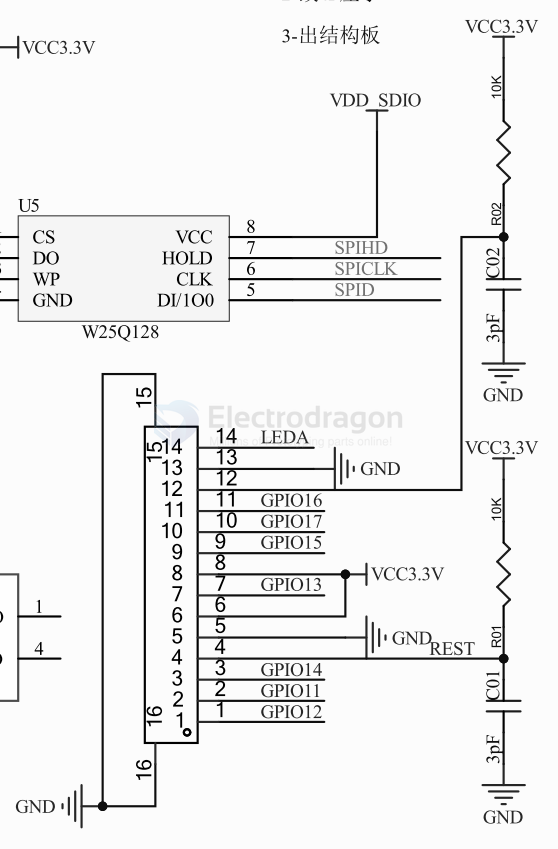 3-出结构板
VCC3.3V
VCC3.3V
VDD_SDIO
10K
R02
U5
CS
DO
WP
GND
VCC
HOLD
CLK
DI/1O0
8
7
6
5
SPIHD
SPICLK
SPID
W25Q128
C02
3pF
GND
15
Electrodragon
15
14
13
12
11
10
9
8
7
6
5
4
3
2
1
16
14
13
12
11
10
9
8
7
6
5
4
3
2
1
LEDA
GND
GPIO16
GPIO17
GPIO15
VCC3.3V
GPIO13
GND
REST
GPIO14
GPIO11
GPIO12
1
4
VCC3.3V
10K
R01
C01
3pF
GND
16
GND